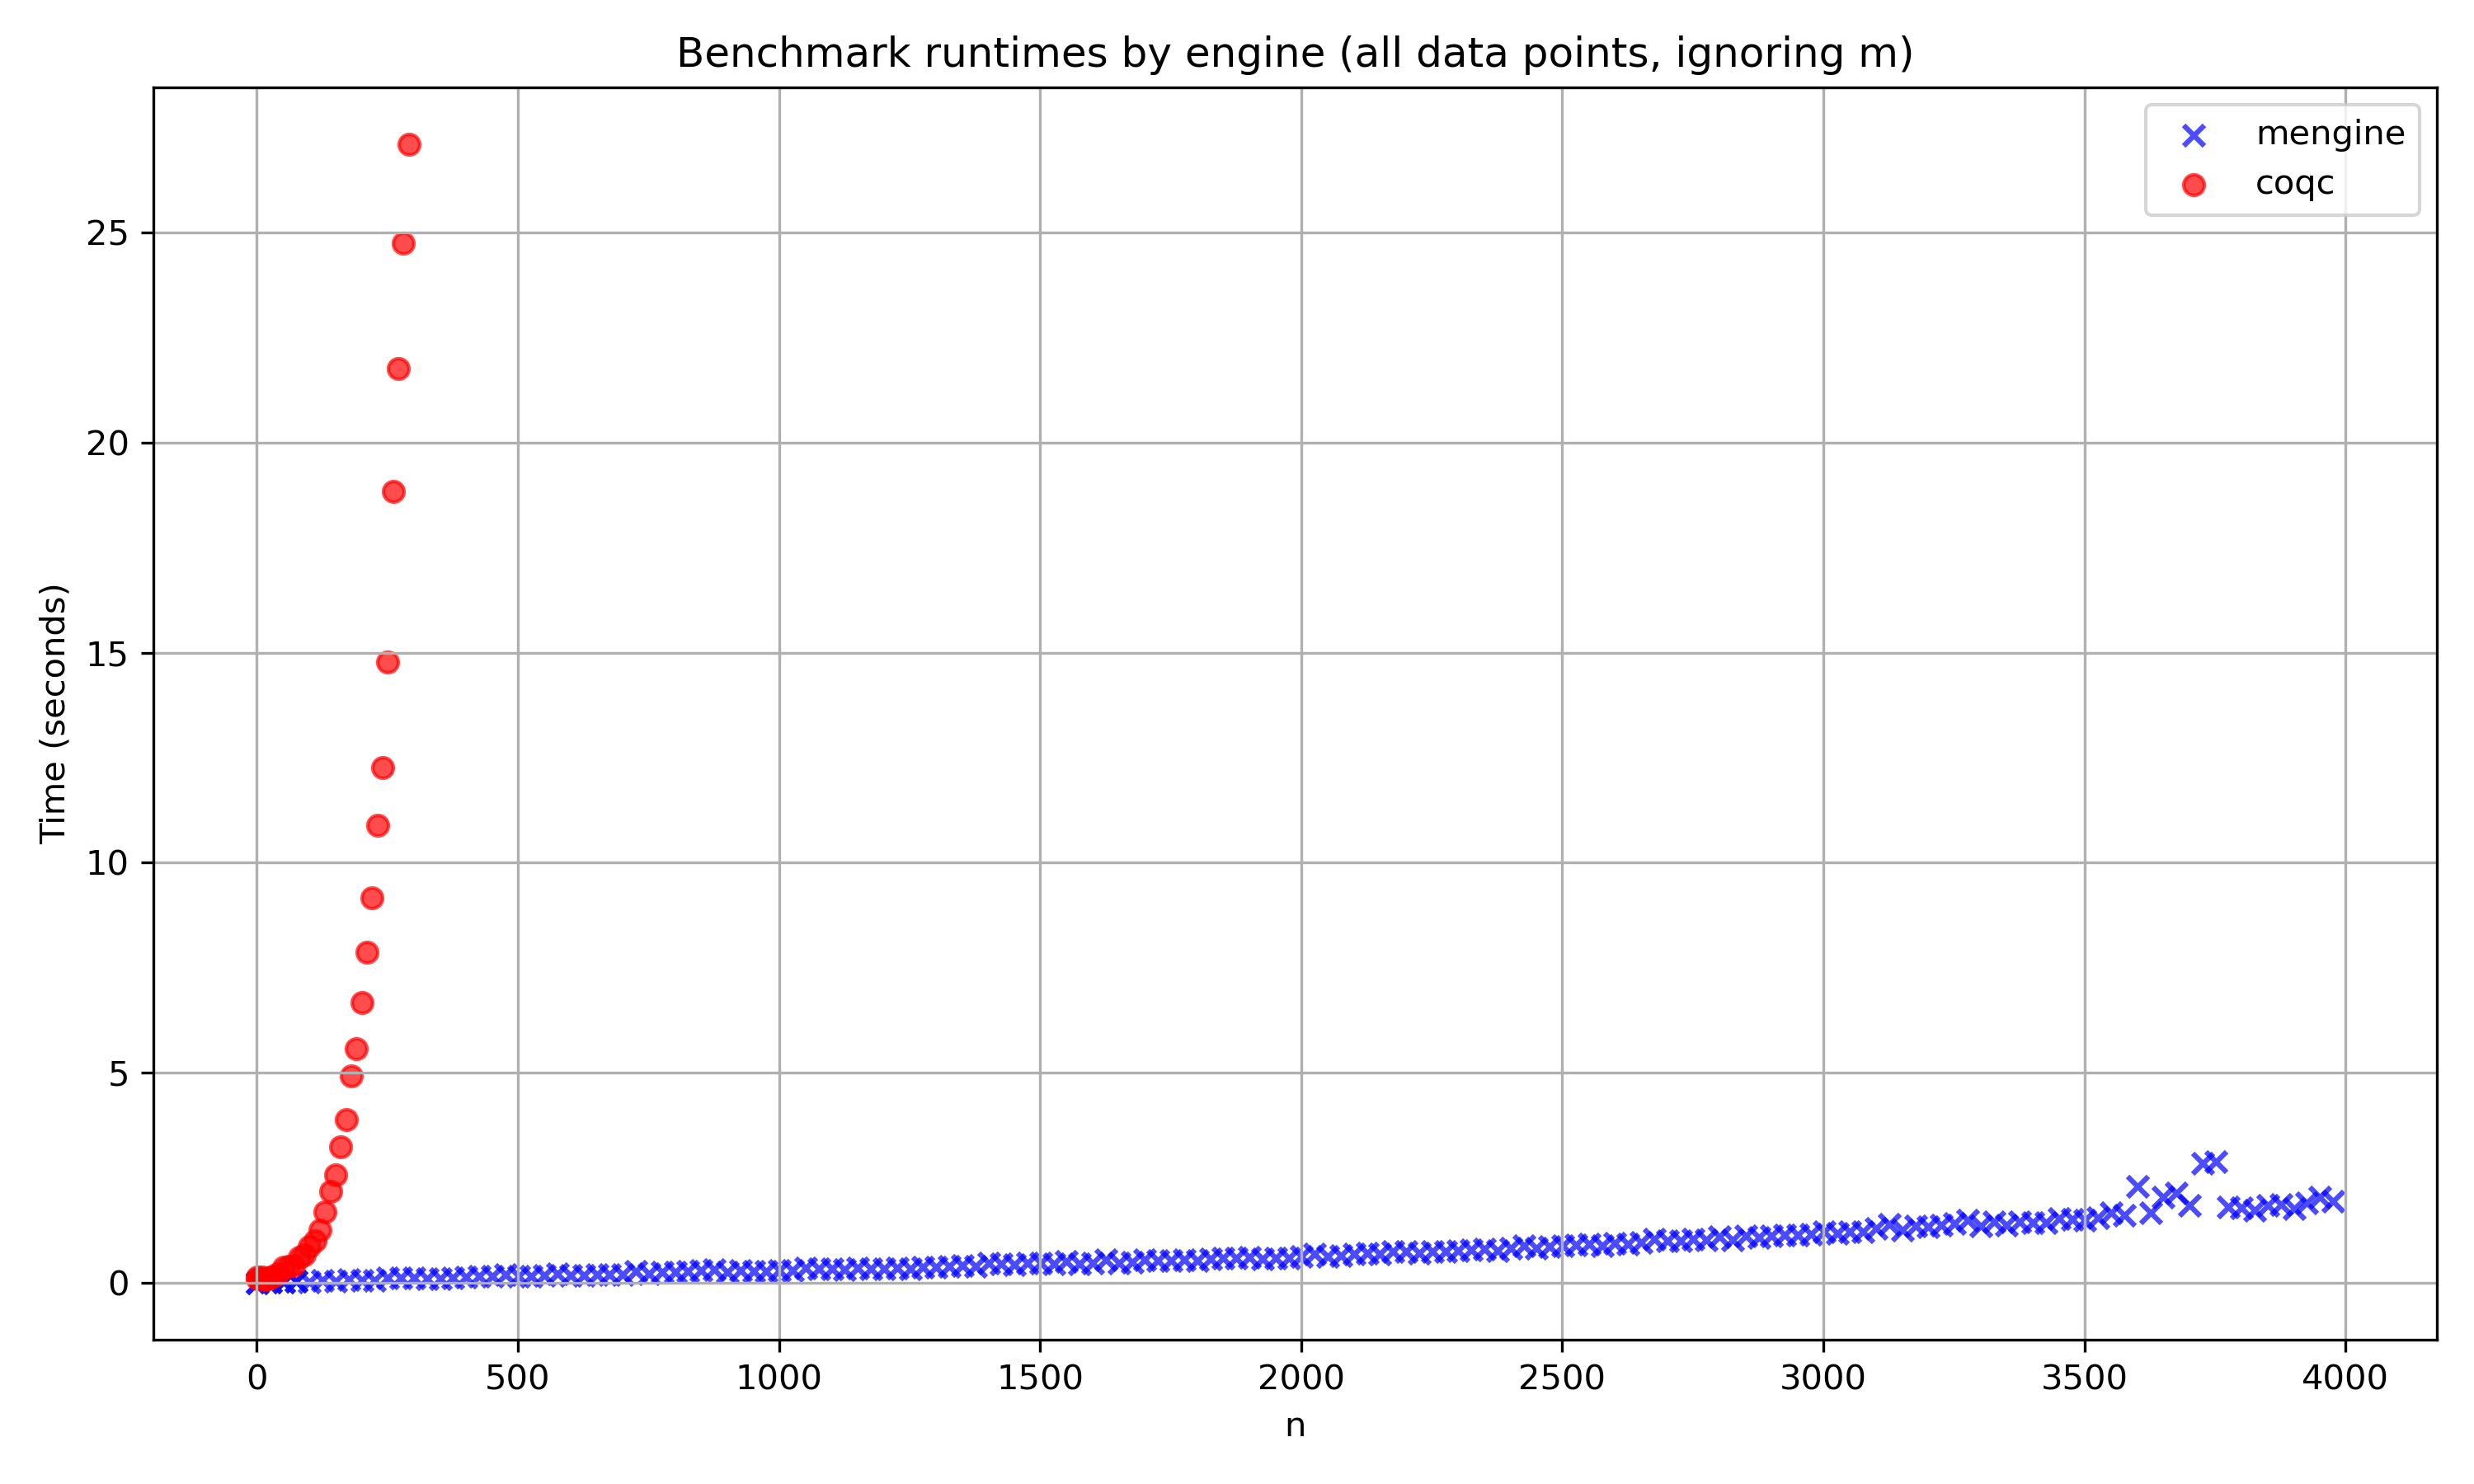 Benchmark runtimes by engine (all data points, ignoring m)
mengine
coqc
25
20
15
10
5
0
Time (seconds)
0 500 1000 1500 2000 2500 3000 3500 4000
n